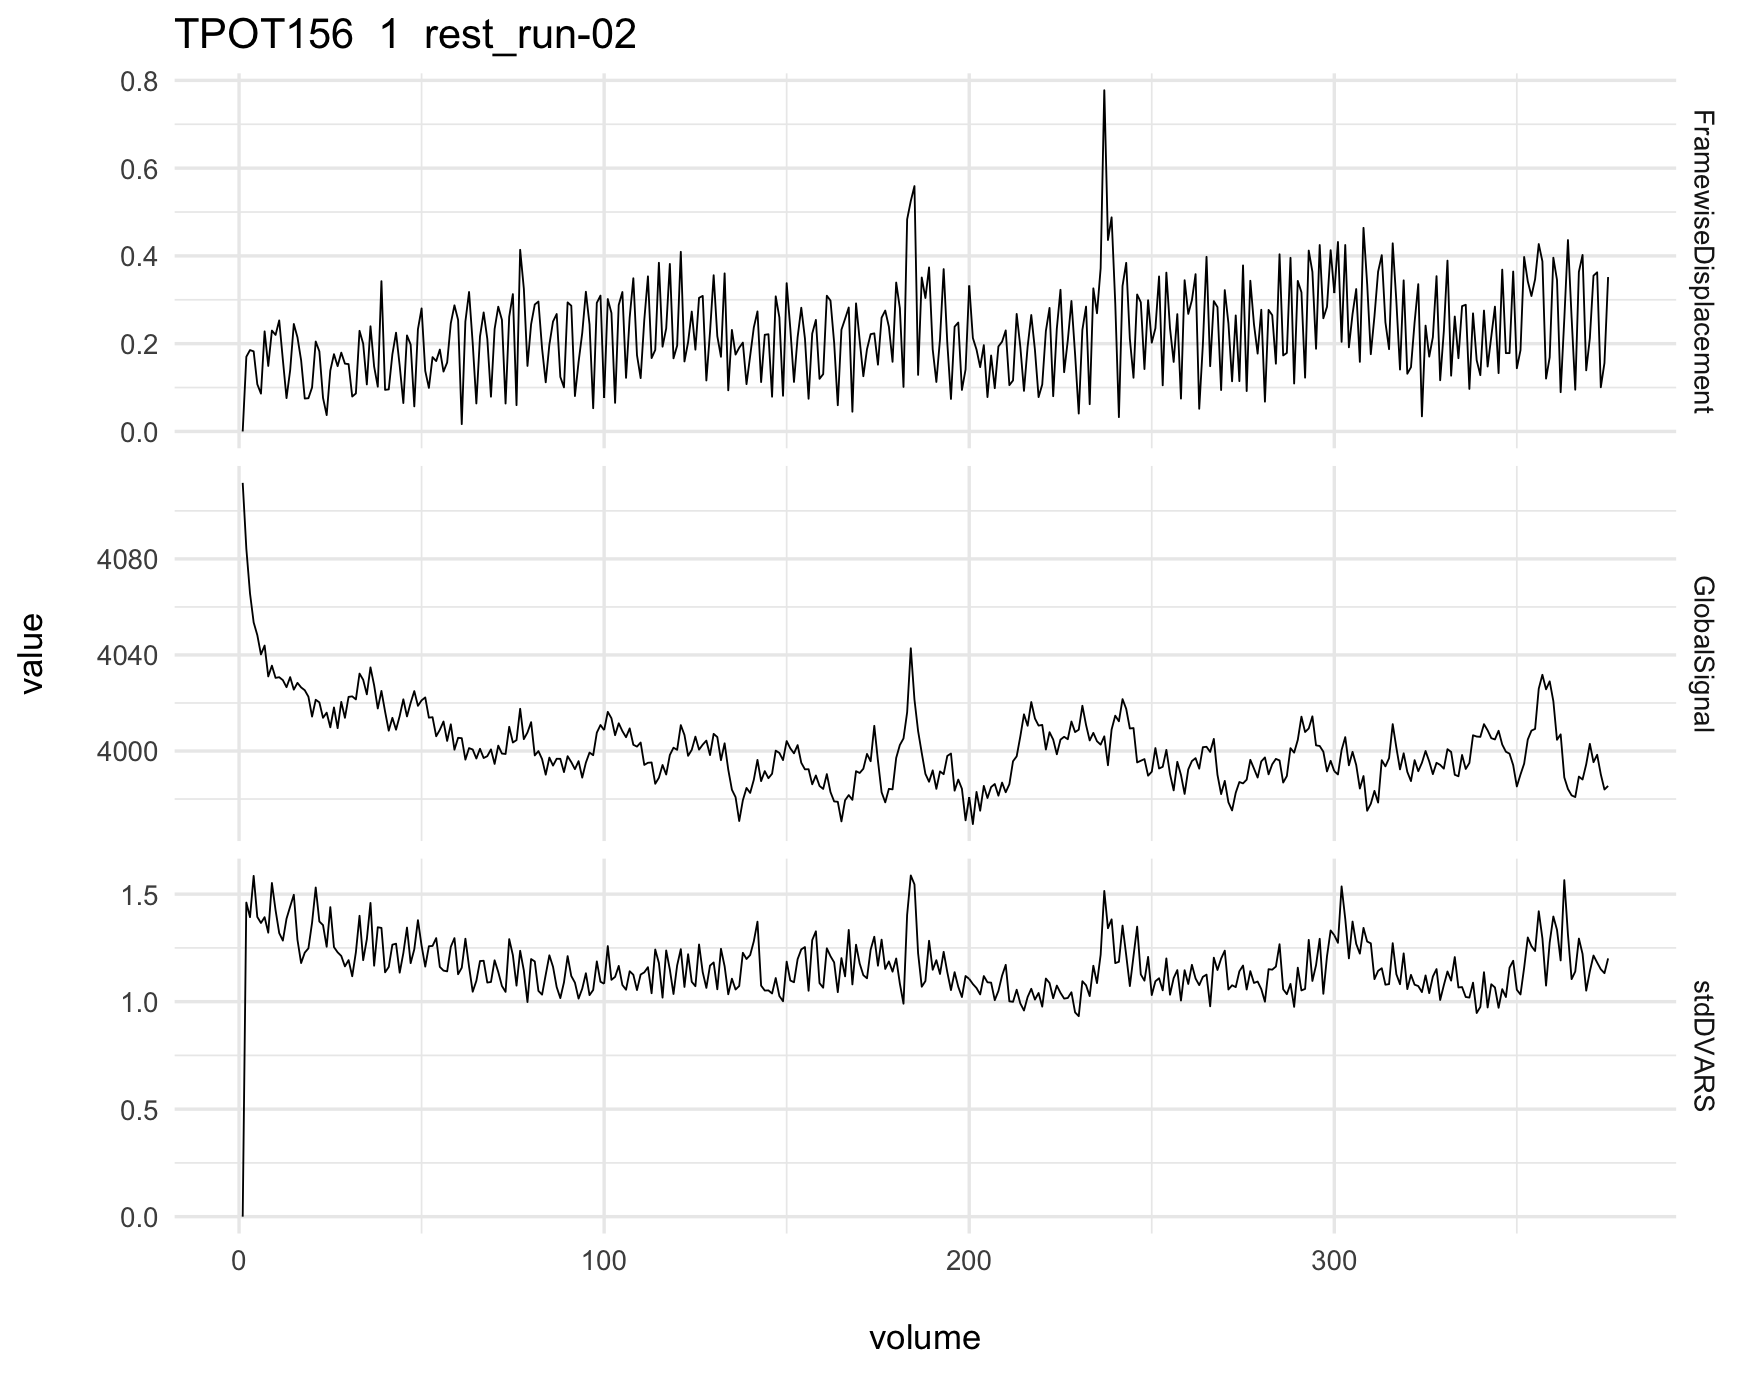 TPOT156  1  rest_run-02
0.8
0.6
0.4
0.2
0.0
FramewiseDisplacement
4080
4040
4000
GlobalSignal
1.5
1.0
0.5
0.0
stdDVARS
value
0 100 200 300
volume